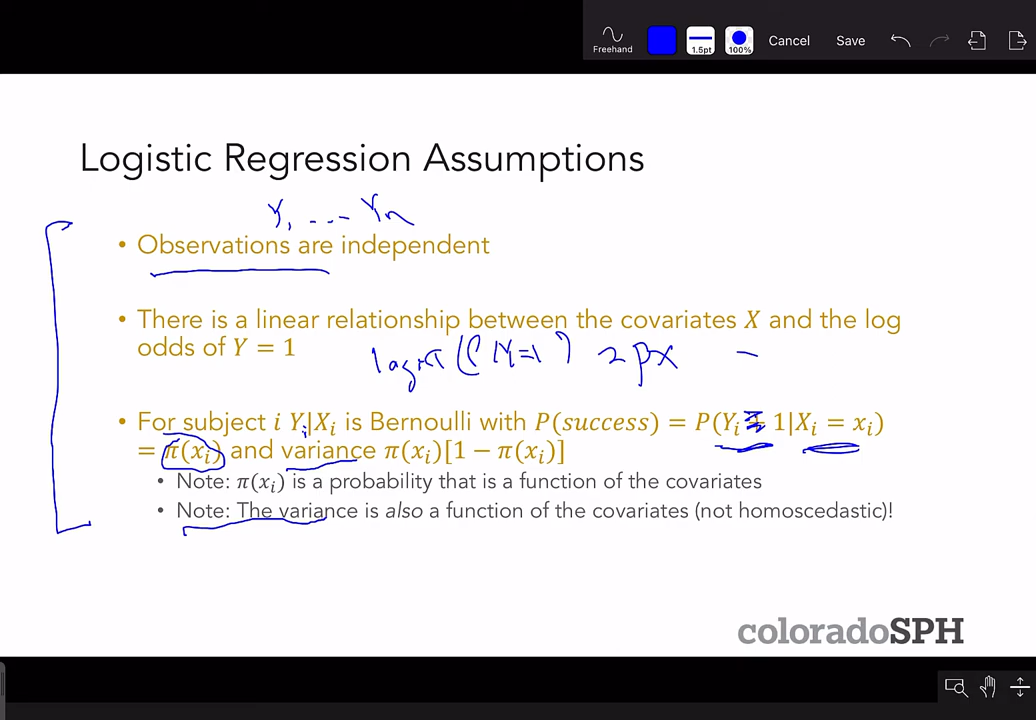 Freehand
1.5pt
100%
Cancel
Save
Logistic Regression Assumptions
Y₁ ... Yn
• Observations are independent
• There is a linear relationship between the covariates X and the log
odds of Y = 1
• For subject i Yᵢ|Xᵢ is Bernoulli with P(success) = P(Yᵢ = 1|Xᵢ = xᵢ)
= π(xᵢ) and variance π(xᵢ)[1 − π(xᵢ)]
• Note: π(xᵢ) is a probability that is a function of the covariates
• Note: The variance is also a function of the covariates (not homoscedastic)!
coloradoSPH